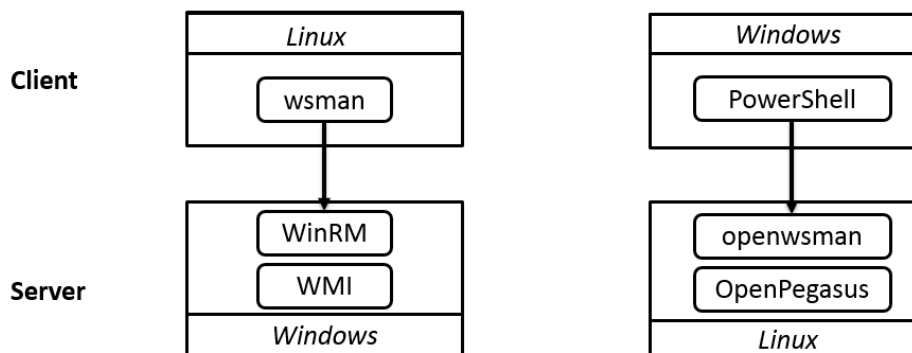 Linux
Windows
Client
wsman
PowerShell
WinRM
openwsman
WMI
OpenPegasus
Server
Windows
Linux